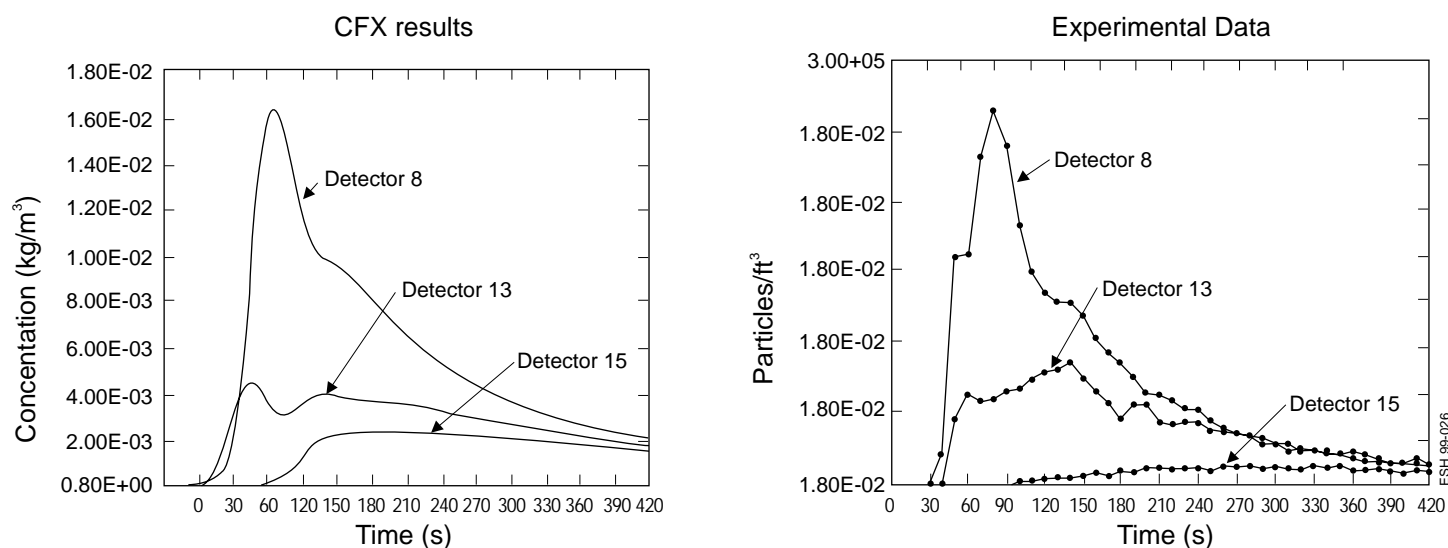 CFX results
1.80E-02
1.60E-02
1.40E-02
1.20E-02
1.00E-02
8.00E-03
6.00E-03
4.00E-03
2.00E-03
0.80E+00
Concentration (kg/m³)
Detector 8
Detector 13
Detector 15
0 30 60 90 120 150 180 210 240 270 300 330 360 390 420
Time (s)
Experimental Data
3.00+05
1.80E-02
1.80E-02
1.80E-02
1.80E-02
1.80E-02
1.80E-02
Particles/ft³
Detector 8
Detector 13
Detector 15
0 30 60 90 120 150 180 210 240 270 300 330 360 390 420
Time (s)
ESH 99-026